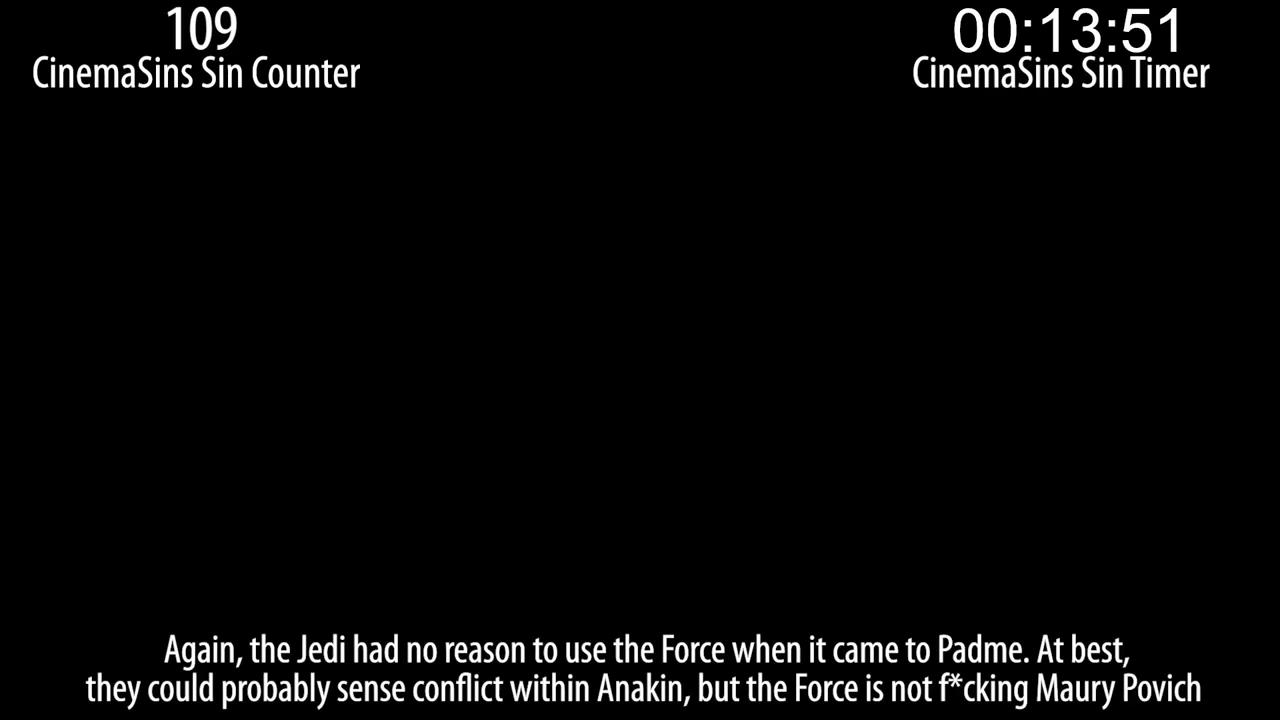 109
CinemaSins Sin Counter
00:13:51
CinemaSins Sin Timer
Again, the Jedi had no reason to use the Force when it came to Padme. At best,
they could probably sense conflict within Anakin, but the Force is not f*cking Maury Povich